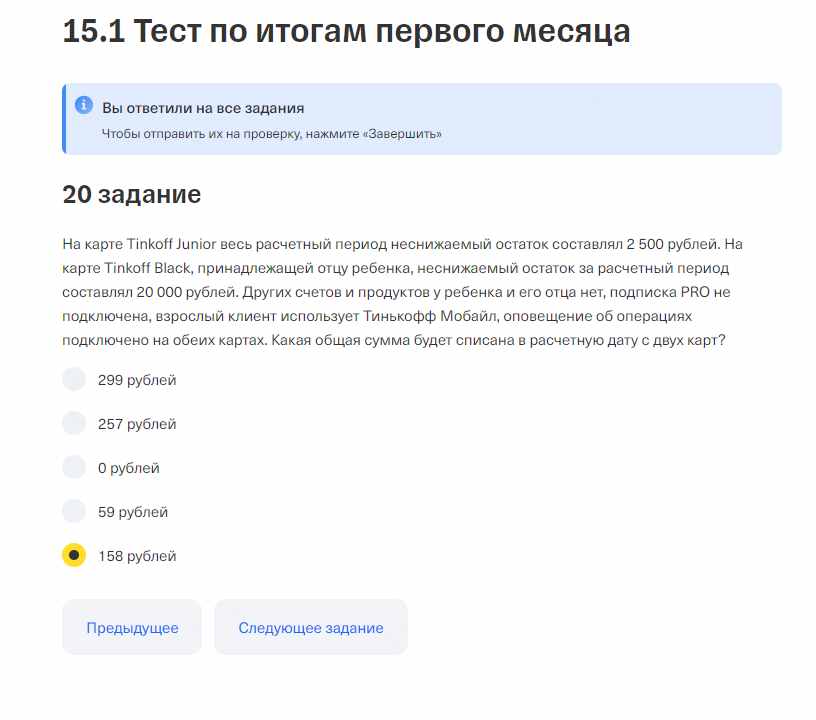 15.1 Тест по итогам первого месяца
Вы ответили на все задания
Чтобы отправить их на проверку, нажмите «Завершить»
20 задание
На карте Tinkoff Junior весь расчетный период неснижаемый остаток составлял 2 500 рублей. На
карте Tinkoff Black, принадлежащей отцу ребенка, неснижаемый остаток за расчетный период
составлял 20 000 рублей. Других счетов и продуктов у ребенка и его отца нет, подписка PRO не
подключена, взрослый клиент использует Тинькофф Мобайл, оповещение об операциях
подключено на обеих картах. Какая общая сумма будет списана в расчетную дату с двух карт?
299 рублей
257 рублей
0 рублей
59 рублей
158 рублей
Предыдущее
Следующее задание